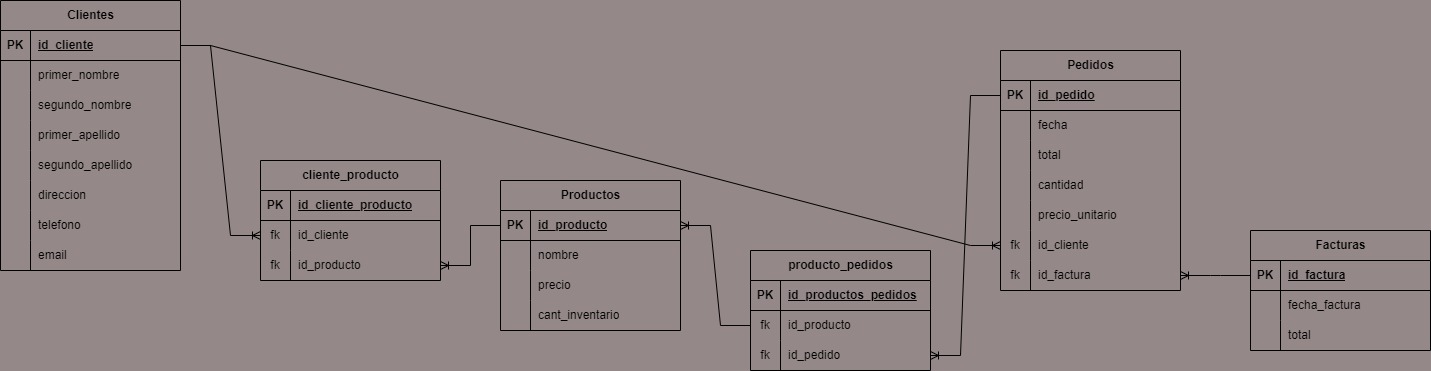 Clientes
PK id_cliente
primer_nombre
segundo_nombre
primer_apellido
segundo_apellido
direccion
telefono
email
cliente_producto
PK id_cliente_producto
fk id_cliente
fk id_producto
Productos
PK id_producto
nombre
precio
cant_inventario
producto_pedidos
PK id_productos_pedidos
fk id_producto
fk id_pedido
Pedidos
PK id_pedido
fecha
total
cantidad
precio_unitario
fk id_cliente
fk id_factura
Facturas
PK id_factura
fecha_factura
total